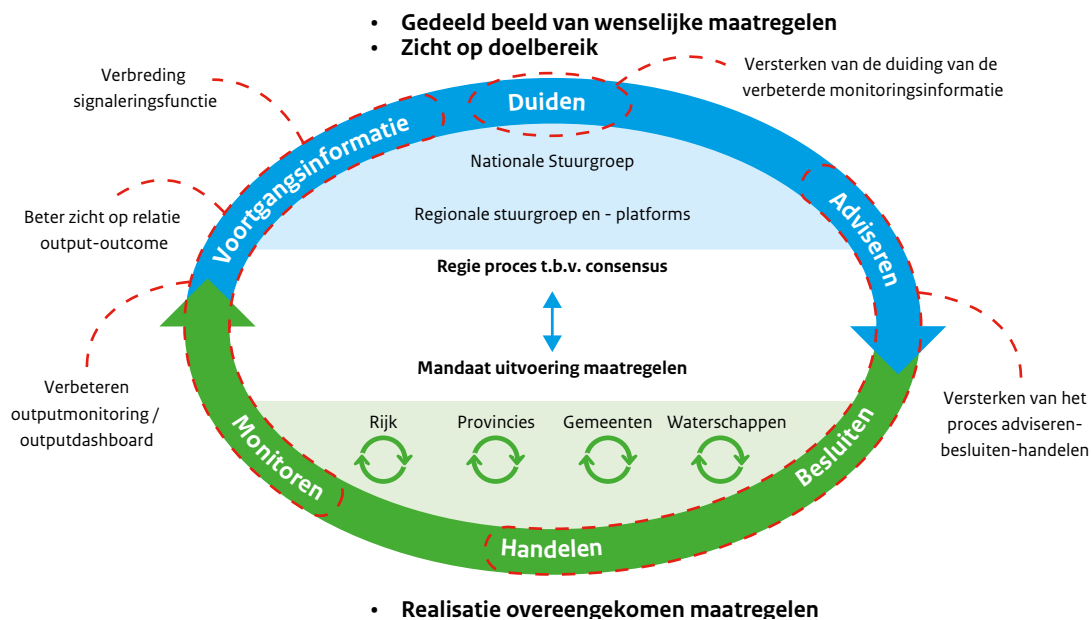 • Gedeeld beeld van wenselijke maatregelen
• Zicht op doelbereik
Verbreding
signaleringsfunctie
Versterken van de duiding van de
verbeterde monitoringsinformatie
Duiden
Voortgangsinformatie
Nationale Stuurgroep
Regionale stuurgroep en - platforms
Adviseren
Beter zicht op relatie
output-outcome
Regie proces t.b.v. consensus
Mandaat uitvoering maatregelen
Verbeteren
outputmonitoring /
outputdashboard
Versterken van het
proces adviseren-
besluiten-handelen
Rijk
Provincies
Gemeenten
Waterschappen
Monitoren
Besluiten
Handelen
• Realisatie overeengekomen maatregelen